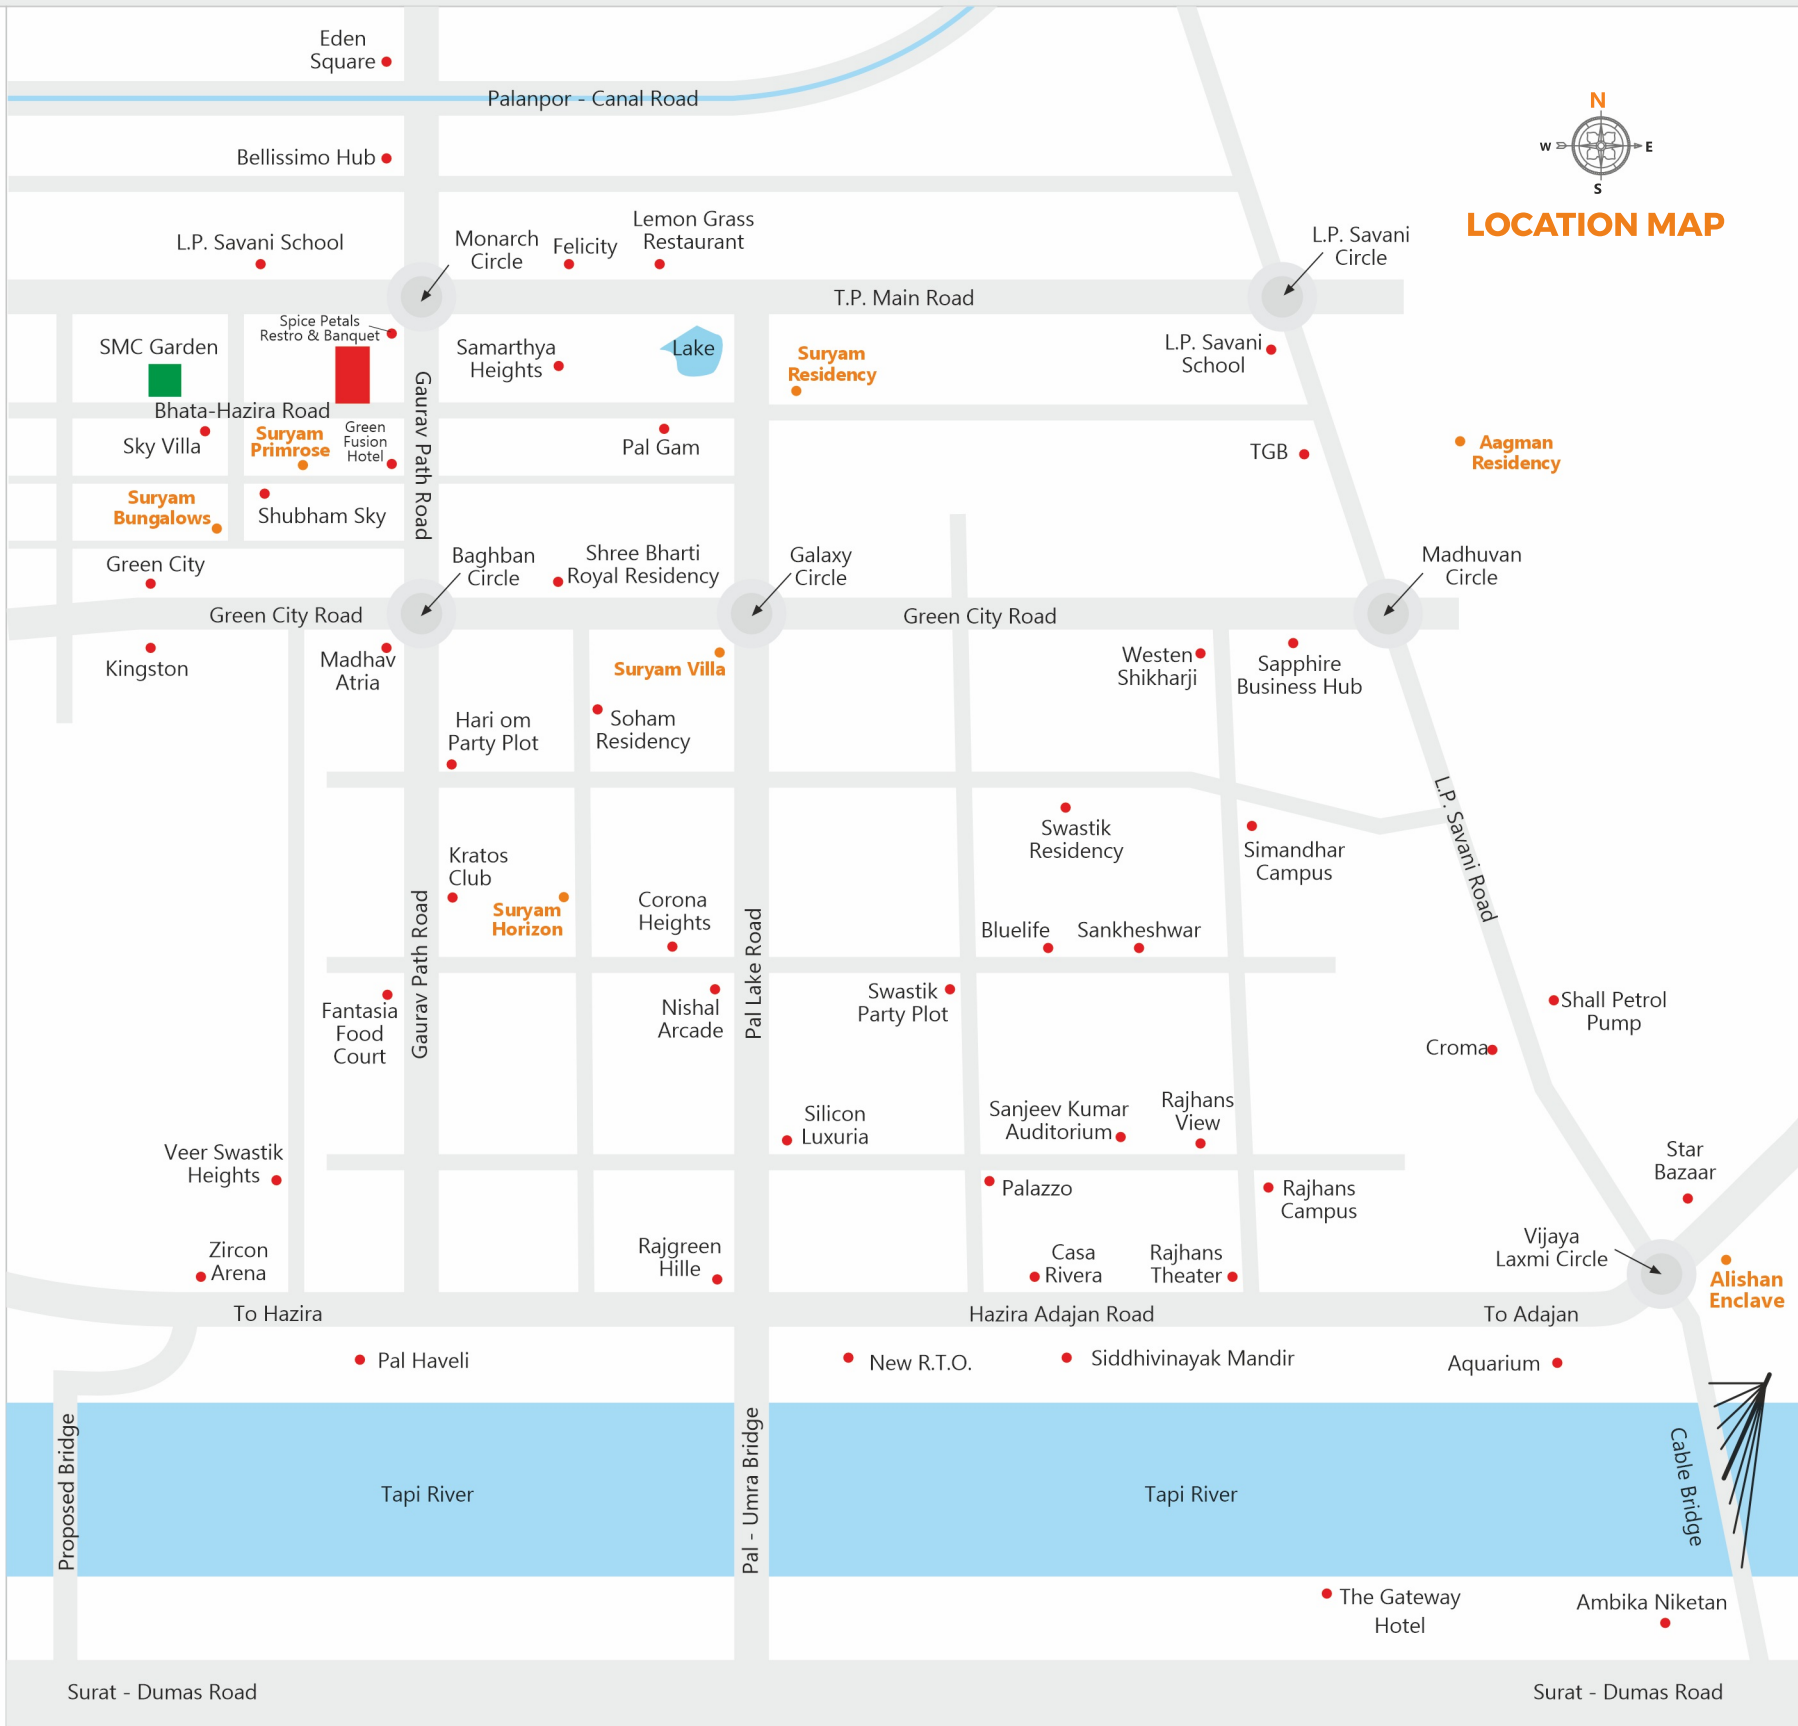 Eden
Square
Palanpor - Canal Road
N
W
E
S
LOCATION MAP
Bellissimo Hub
L.P. Savani School
Monarch
Circle
Felicity
Lemon Grass
Restaurant
L.P. Savani
Circle
T.P. Main Road
Spice Petals
Restro & Banquet
SMC Garden
Samarthya
Heights
Lake
Suryam
Residency
L.P. Savani
School
Gaurav Path Road
Bhata-Hazira Road
Sky Villa
Suryam
Primrose
Green
Fusion
Hotel
Pal Gam
TGB
Aagman
Residency
Suryam
Bungalows
Shubham Sky
Green City
Baghban
Circle
Shree Bharti
Royal Residency
Galaxy
Circle
Madhuvan
Circle
Green City Road
Green City Road
Kingston
Madhav
Atria
Suryam Villa
Westen
Shikharji
Sapphire
Business Hub
Hari om
Party Plot
Soham
Residency
L.P. Savani Road
Swastik
Residency
Simandhar
Campus
Kratos
Club
Suryam
Horizon
Corona
Heights
Gaurav Path Road
Pal Lake Road
Bluelife
Sankheshwar
Fantasia
Food
Court
Nishal
Arcade
Swastik
Party Plot
Shall Petrol
Pump
Croma
Silicon
Luxuria
Sanjeev Kumar
Auditorium
Rajhans
View
Veer Swastik
Heights
Palazzo
Rajhans
Campus
Star
Bazaar
Zircon
Arena
Rajgreen
Hille
Casa
Rivera
Rajhans
Theater
Vijaya
Laxmi Circle
Alishan
Enclave
To Hazira
Hazira Adajan Road
To Adajan
Pal Haveli
New R.T.O.
Siddhivinayak Mandir
Aquarium
Proposed Bridge
Tapi River
Pal - Umra Bridge
Tapi River
Cable Bridge
The Gateway
Hotel
Ambika Niketan
Surat - Dumas Road
Surat - Dumas Road